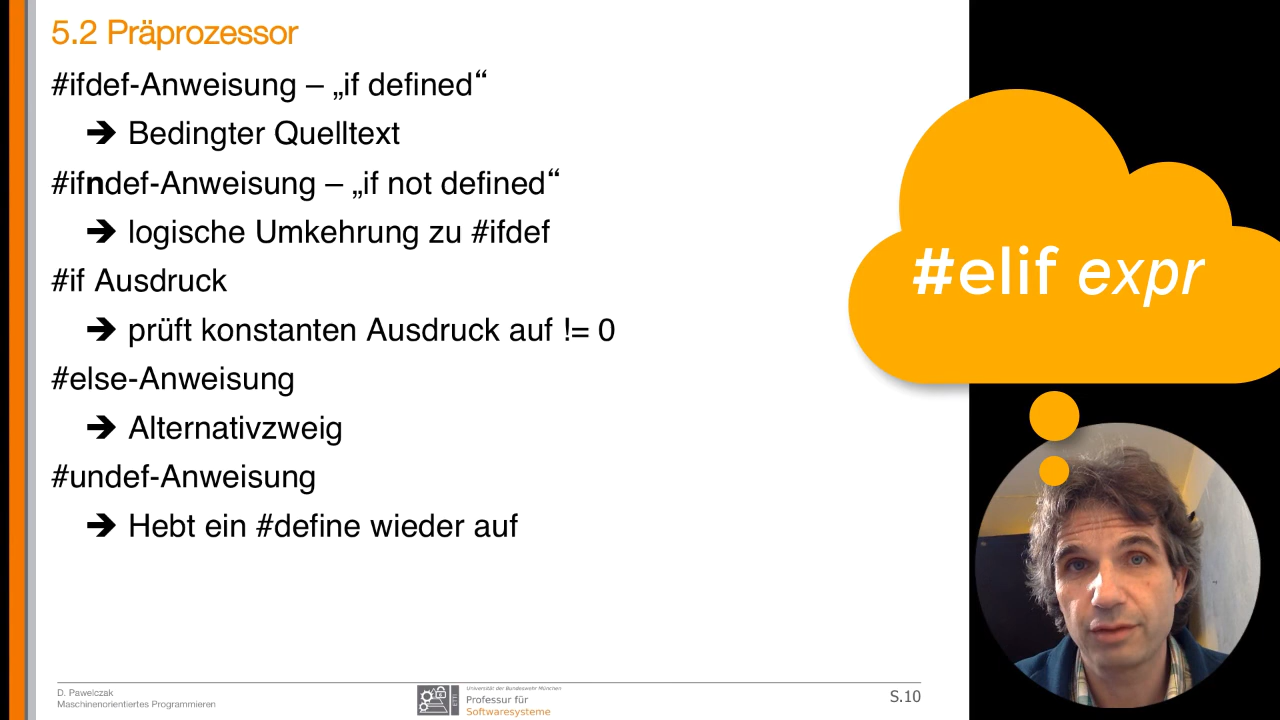 5.2 Präprozessor
#ifdef-Anweisung – „if defined“
➔ Bedingter Quelltext
#ifndef-Anweisung – „if not defined“
➔ logische Umkehrung zu #ifdef
#if Ausdruck
➔ prüft konstanten Ausdruck auf != 0
#else-Anweisung
➔ Alternativzweig
#undef-Anweisung
➔ Hebt ein #define wieder auf
#elif expr
D. Pawelczak
Maschinenorientiertes Programmieren
Universität der Bundeswehr München
Professur für
Softwaresysteme
ETTI
S.10